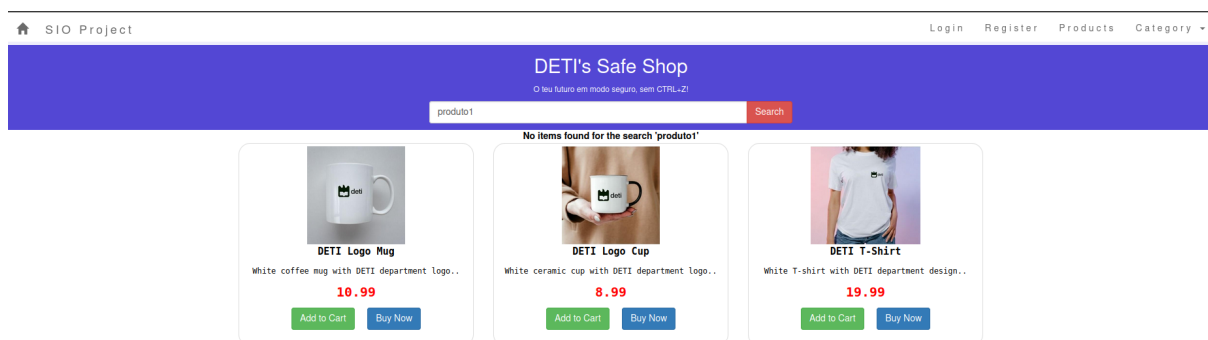 SIO Project Login Register Products Category
DETI's Safe Shop
O teu futuro em modo seguro, sem CTRL+Z!
produto1 Search
No items found for the search 'produto1'
deti deti deti
DETI Logo Mug DETI Logo Cup DETI T-Shirt
White coffee mug with DETI department logo.. White ceramic cup with DETI department logo.. White T-shirt with DETI department design..
10.99 8.99 19.99
Add to Cart Buy Now Add to Cart Buy Now Add to Cart Buy Now